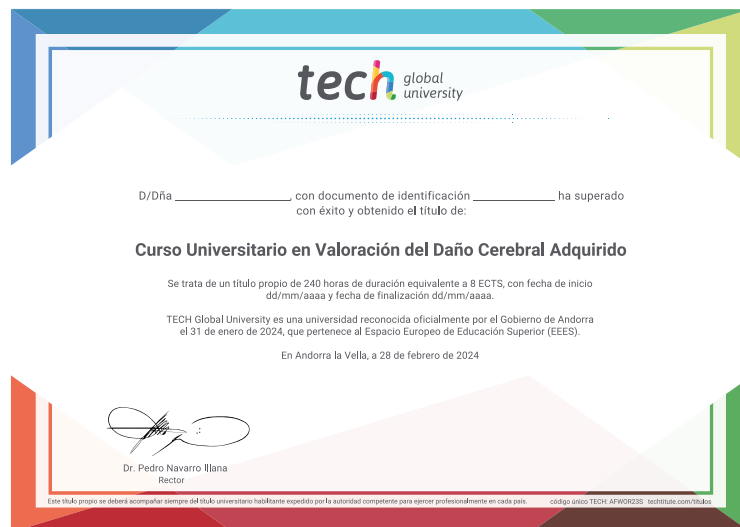 tech global university
D/Dña ____________________, con documento de identificación ______________ ha superado
con éxito y obtenido el título de:
Curso Universitario en Valoración del Daño Cerebral Adquirido
Se trata de un título propio de 240 horas de duración equivalente a 8 ECTS, con fecha de inicio
dd/mm/aaaa y fecha de finalización dd/mm/aaaa.
TECH Global University es una universidad reconocida oficialmente por el Gobierno de Andorra
el 31 de enero de 2024, que pertenece al Espacio Europeo de Educación Superior (EEES).
En Andorra la Vella, a 28 de febrero de 2024
Dr. Pedro Navarro Illana
Rector
Este título propio se deberá acompañar siempre del título universitario habilitante expedido por la autoridad competente para ejercer profesionalmente en cada país. código único TECH: AFWOR23S techtitute.com/titulos